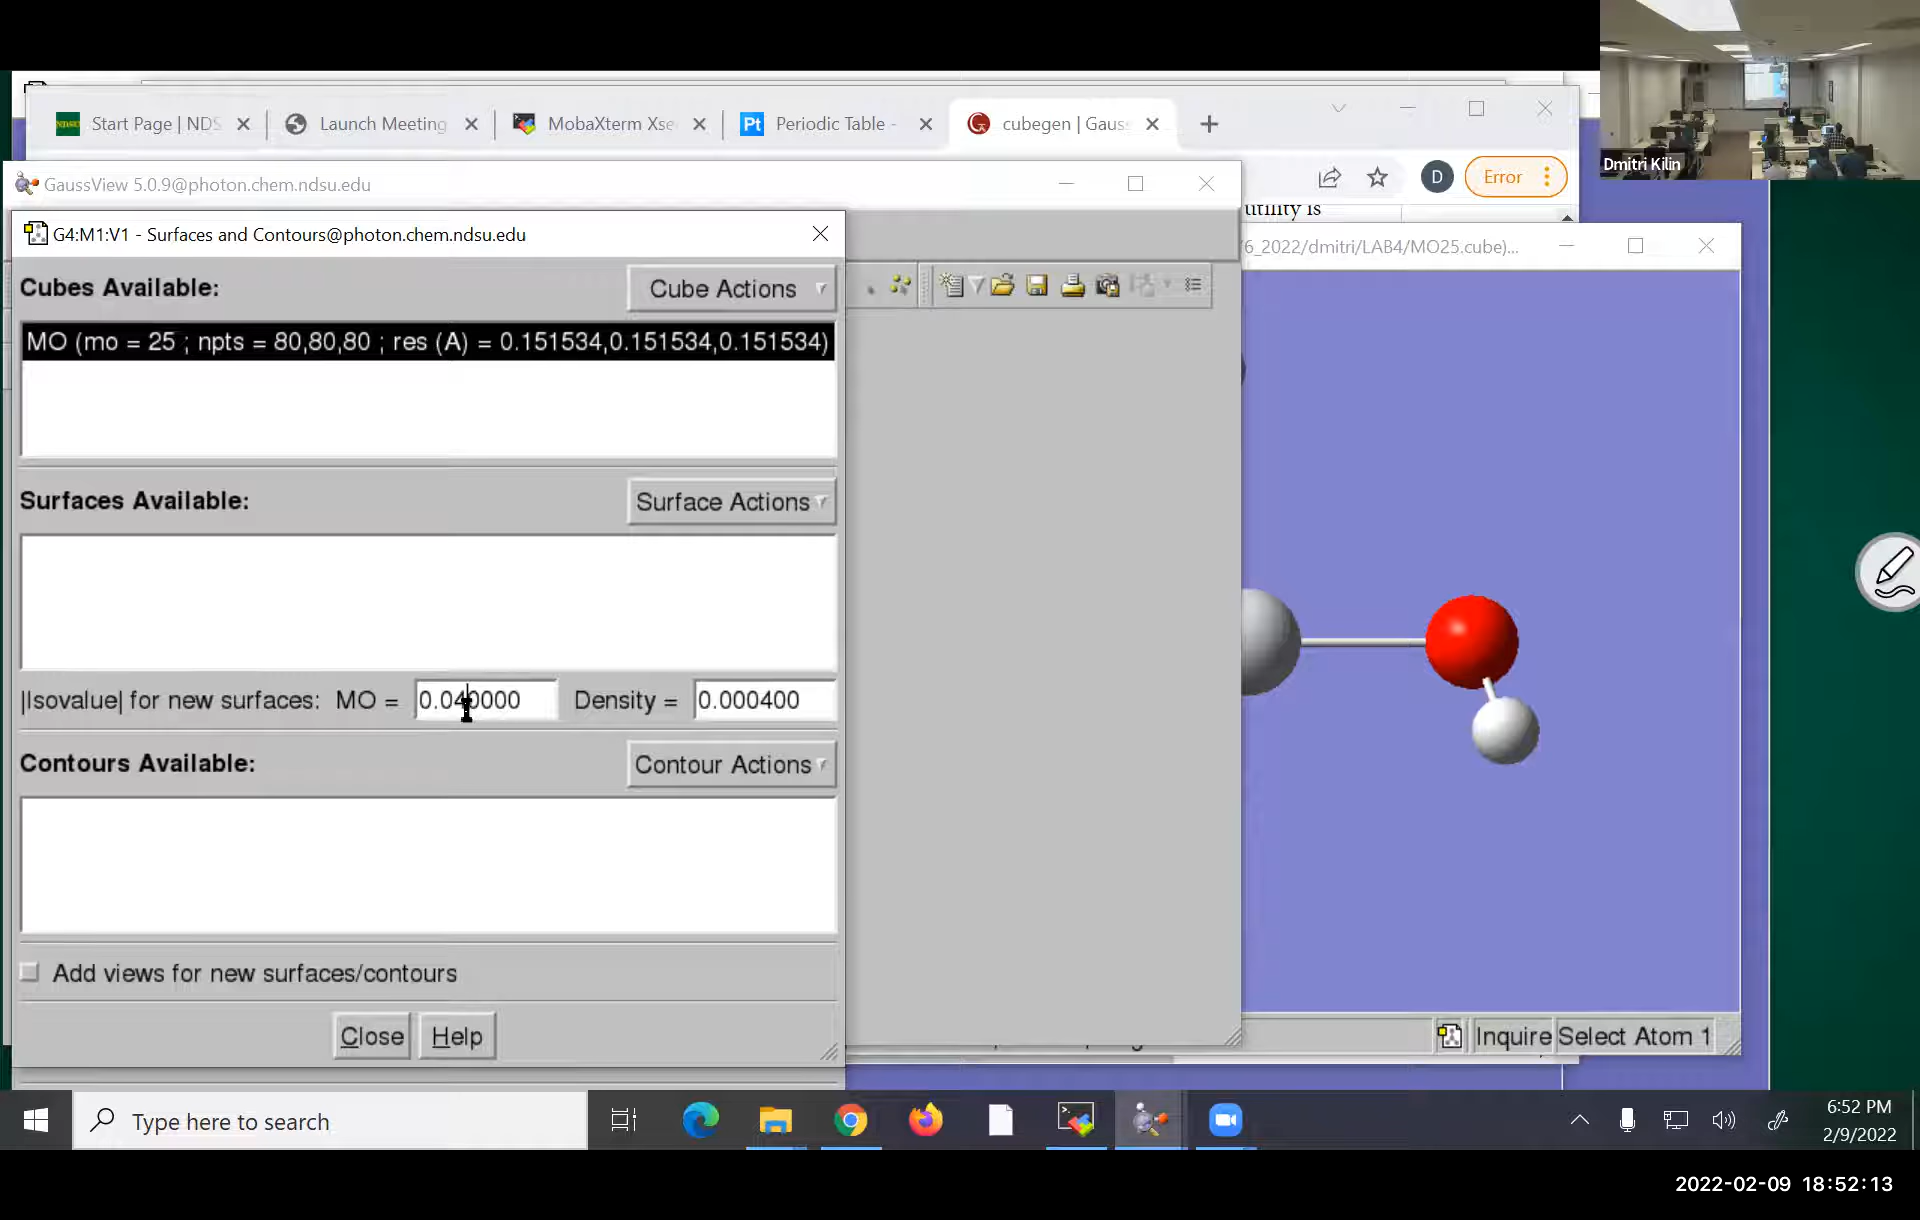 Start Page | NDS
Launch Meeting
MobaXterm Xse
Periodic Table -
cubegen | Gaus
Dmitri Kilin
GaussView 5.0.9@photon.chem.ndsu.edu
D
Error
utility is
G4:M1:V1 - Surfaces and Contours@photon.chem.ndsu.edu
6_2022/dmitri/LAB4/MO25.cube)...
Cubes Available:
Cube Actions
MO (mo = 25 ; npts = 80,80,80 ; res (A) = 0.151534,0.151534,0.151534)
Surfaces Available:
Surface Actions
|Isovalue| for new surfaces: MO = 0.040000 Density = 0.000400
Contours Available:
Contour Actions
Add views for new surfaces/contours
Close
Help
Inquire
Select Atom 1
Type here to search
6:52 PM
2/9/2022
2022-02-09 18:52:13